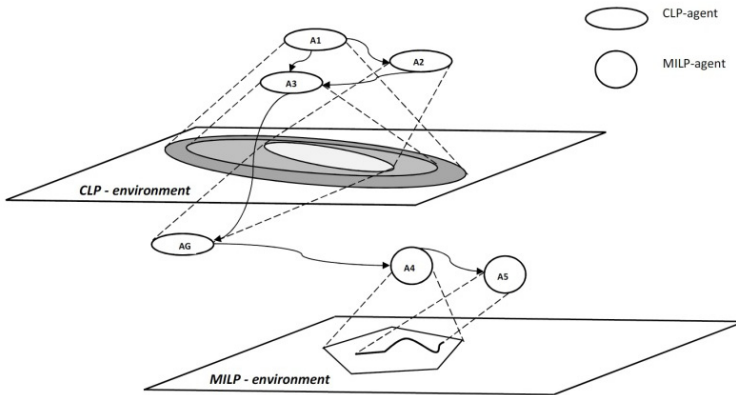 CLP-agent
A1
A2
MILP-agent
A3
CLP - environment
AG
A4
A5
MILP - environment